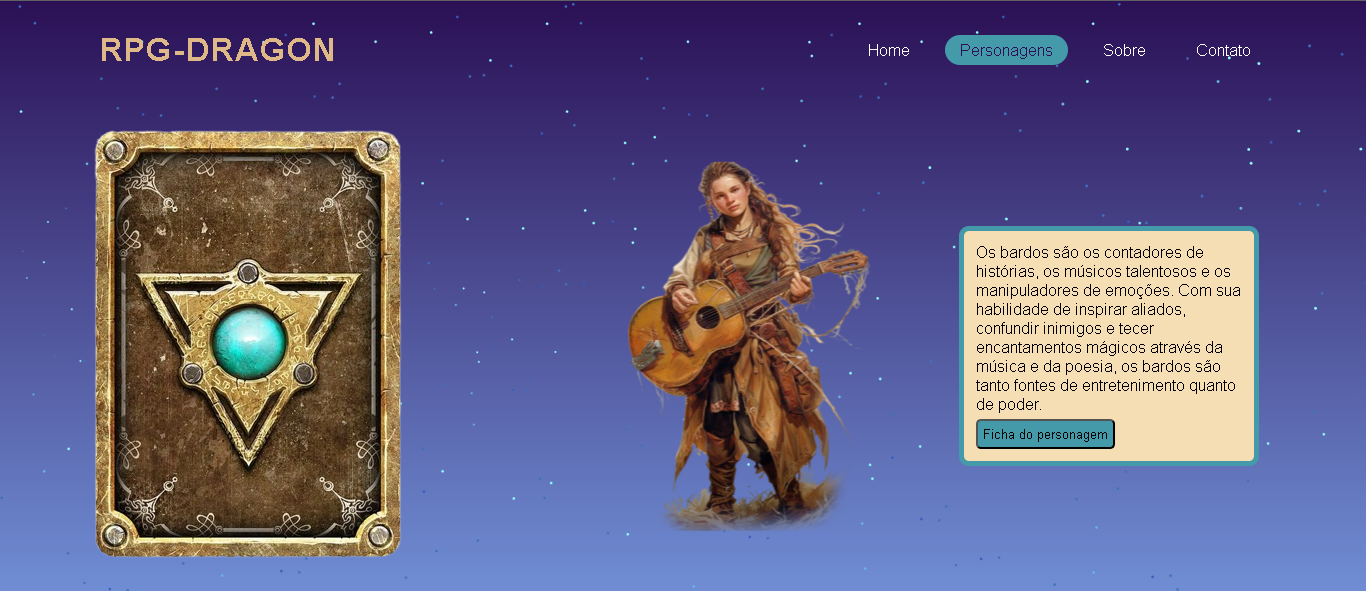 RPG-DRAGON
Home
Personagens
Sobre
Contato
Os bardos são os contadores de
histórias, os músicos talentosos e os
manipuladores de emoções. Com sua
habilidade de inspirar aliados,
confundir inimigos e tecer
encantamentos mágicos através da
música e da poesia, os bardos são
tanto fontes de entretenimento quanto
de poder.
Ficha do personagem